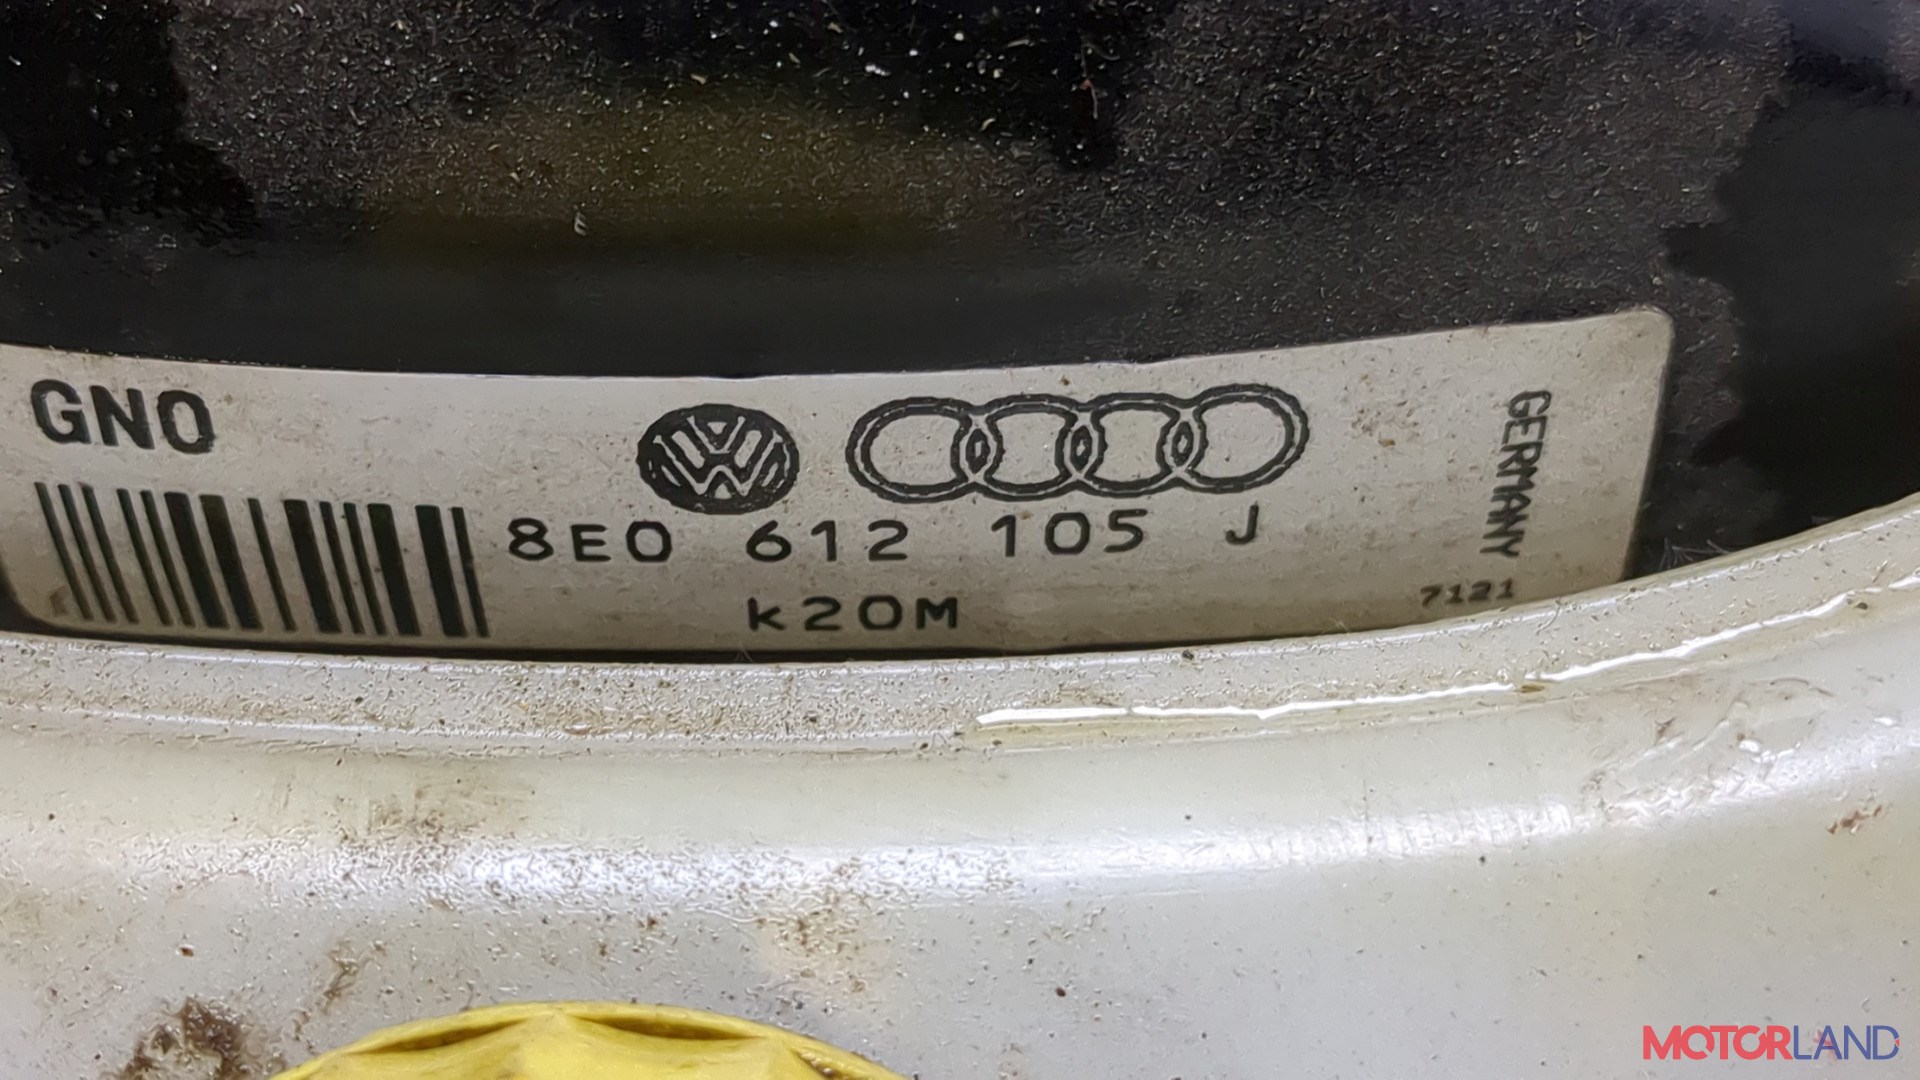 GNO
8E0 612 105 J
K20M
GERMANY
7121
MOTORLAND